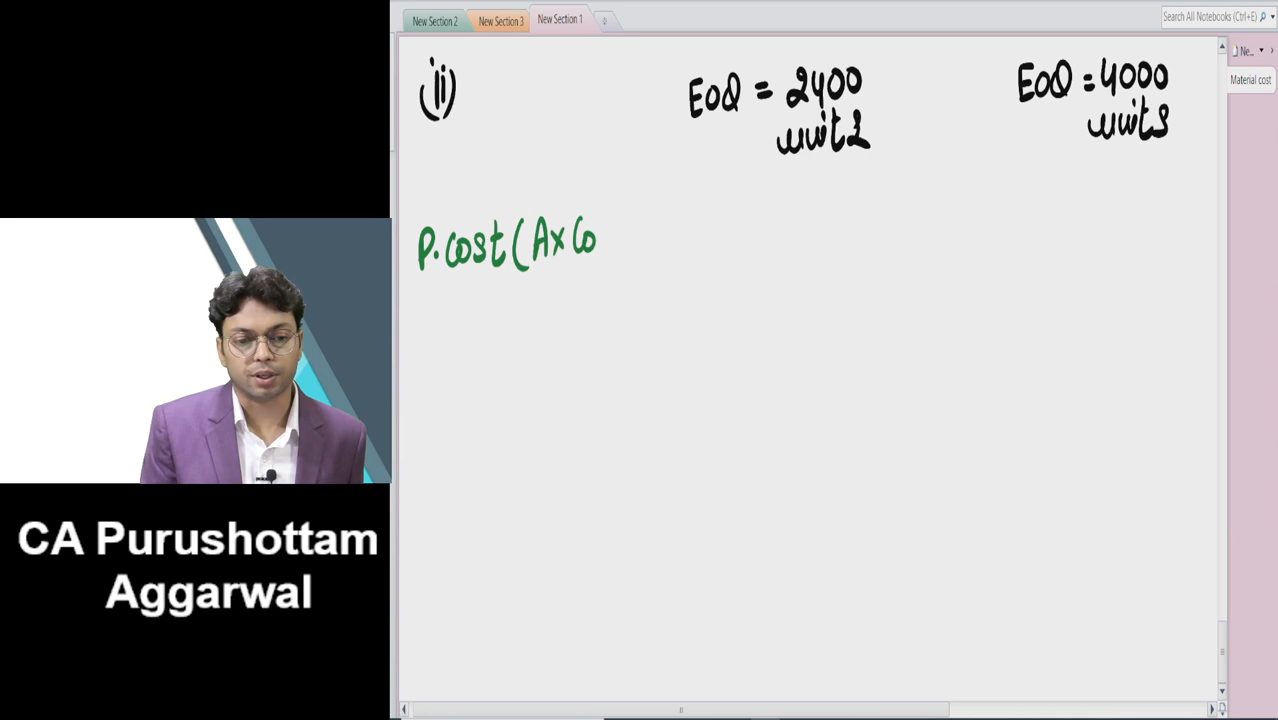 New Section 2 New Section 3 New Section 1
Search All Notebooks (Ctrl+E)
Ne...
Material cost
(ii) EOQ = 2400 units EOQ = 4000 units
P. Cost (A x Co
CA Purushottam
Aggarwal